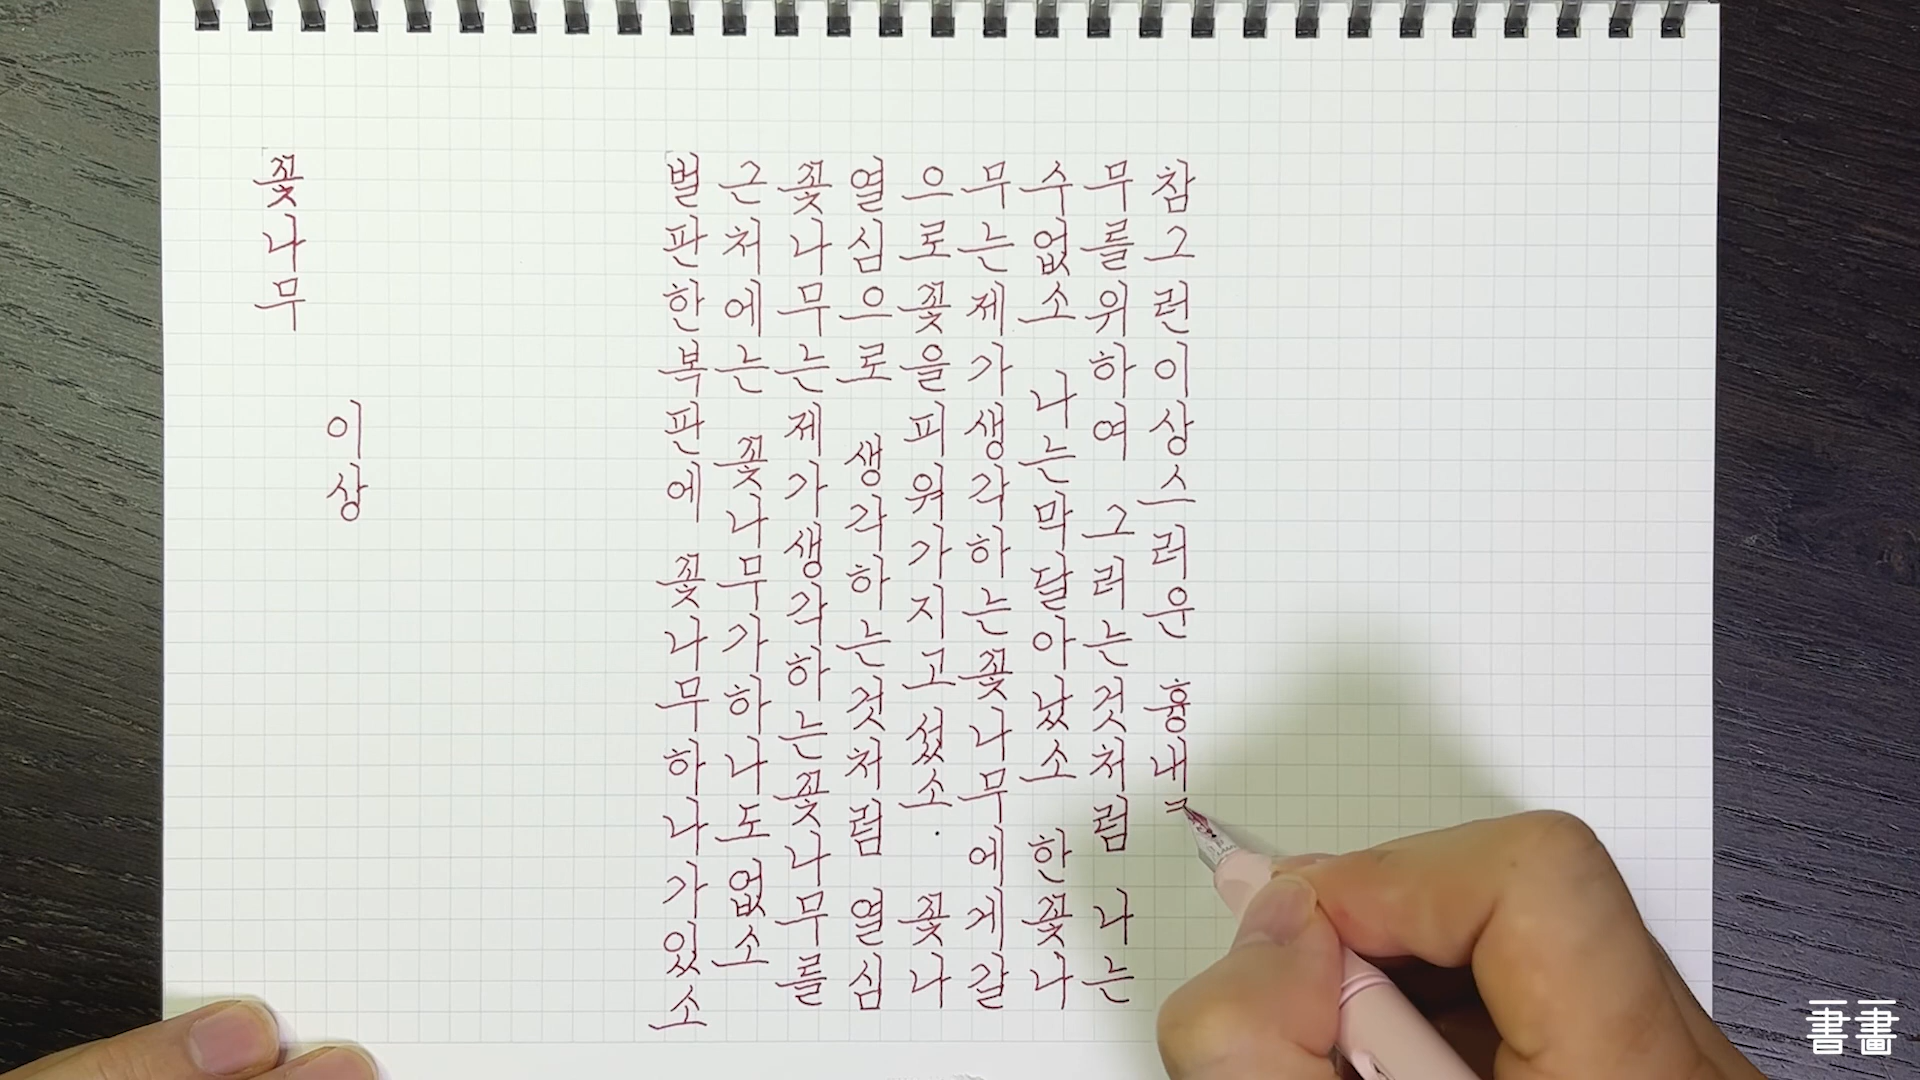 꽃나무
이상
벌판한복판에 꽃나무하나가있소
근처에는 꽃나무가하나도없소
꽃나무는제가생각하는꽃나무를
열심으로 생각하는것처럼 열심
으로꽃을피워가지고섰소. 꽃나
무는제가생각하는꽃나무에게갈
수없소 나는막달아났소 한꽃나
무를위하여 그러는것처럼 나는
참그런이상스러운 흉내
書畫